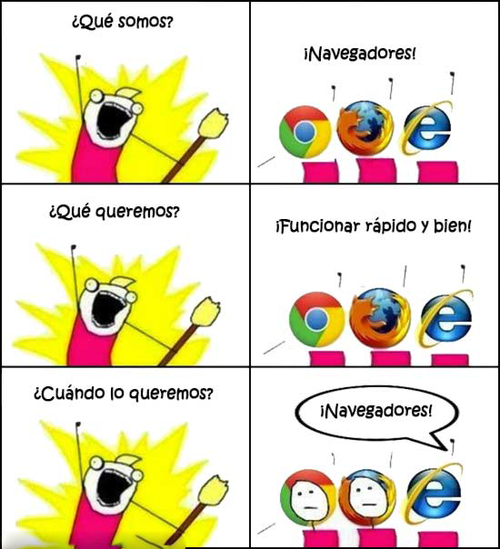 ¿Qué somos?
¡Navegadores!
¿Qué queremos?
¡Funcionar rápido y bien!
¿Cuándo lo queremos?
¡Navegadores!